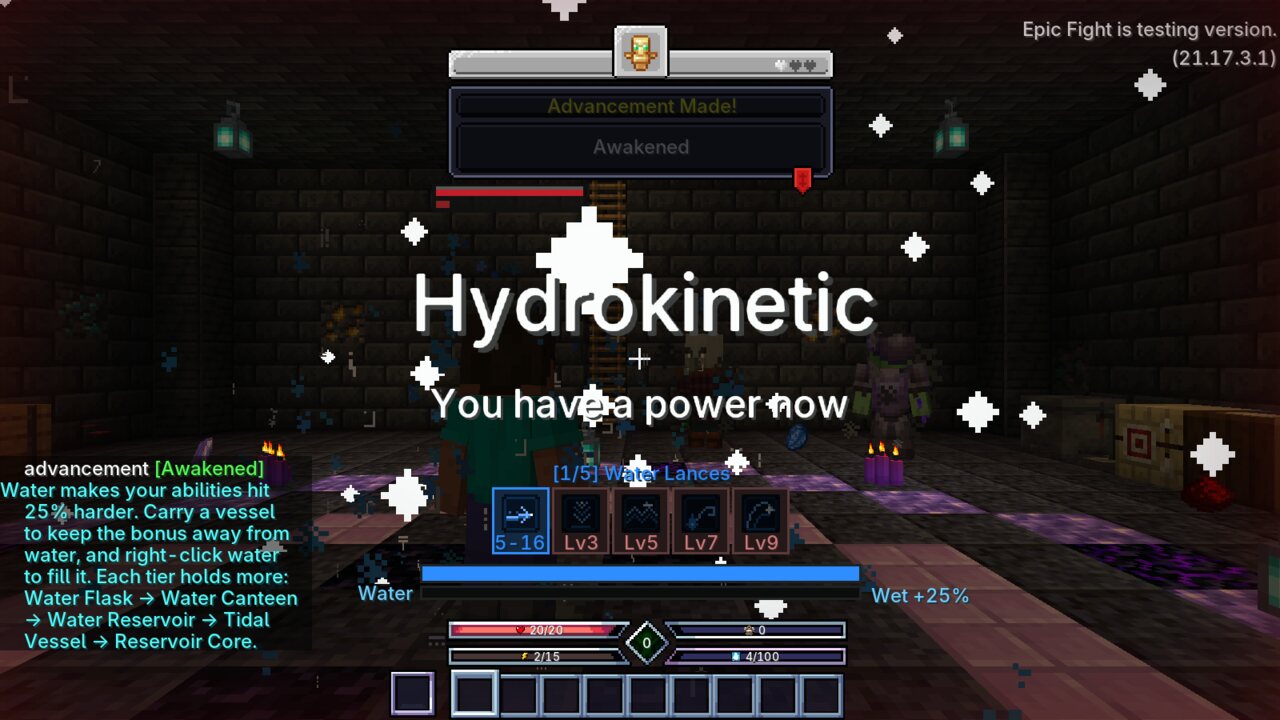 Epic Fight is testing version.
(21.17.3.1)
Advancement Made!
Awakened
Hydrokinetic
You have a power now
advancement [Awakened]
Water makes your abilities hit
25% harder. Carry a vessel
to keep the bonus away from
water, and right-click water
to fill it. Each tier holds more:
Water Flask → Water Canteen
→ Water Reservoir → Tidal
Vessel → Reservoir Core.
[1/5] Water Lances
5-16 Lv3 Lv5 Lv7 Lv9
Water
Wet +25%
20/20
0
0
2/15
4/100